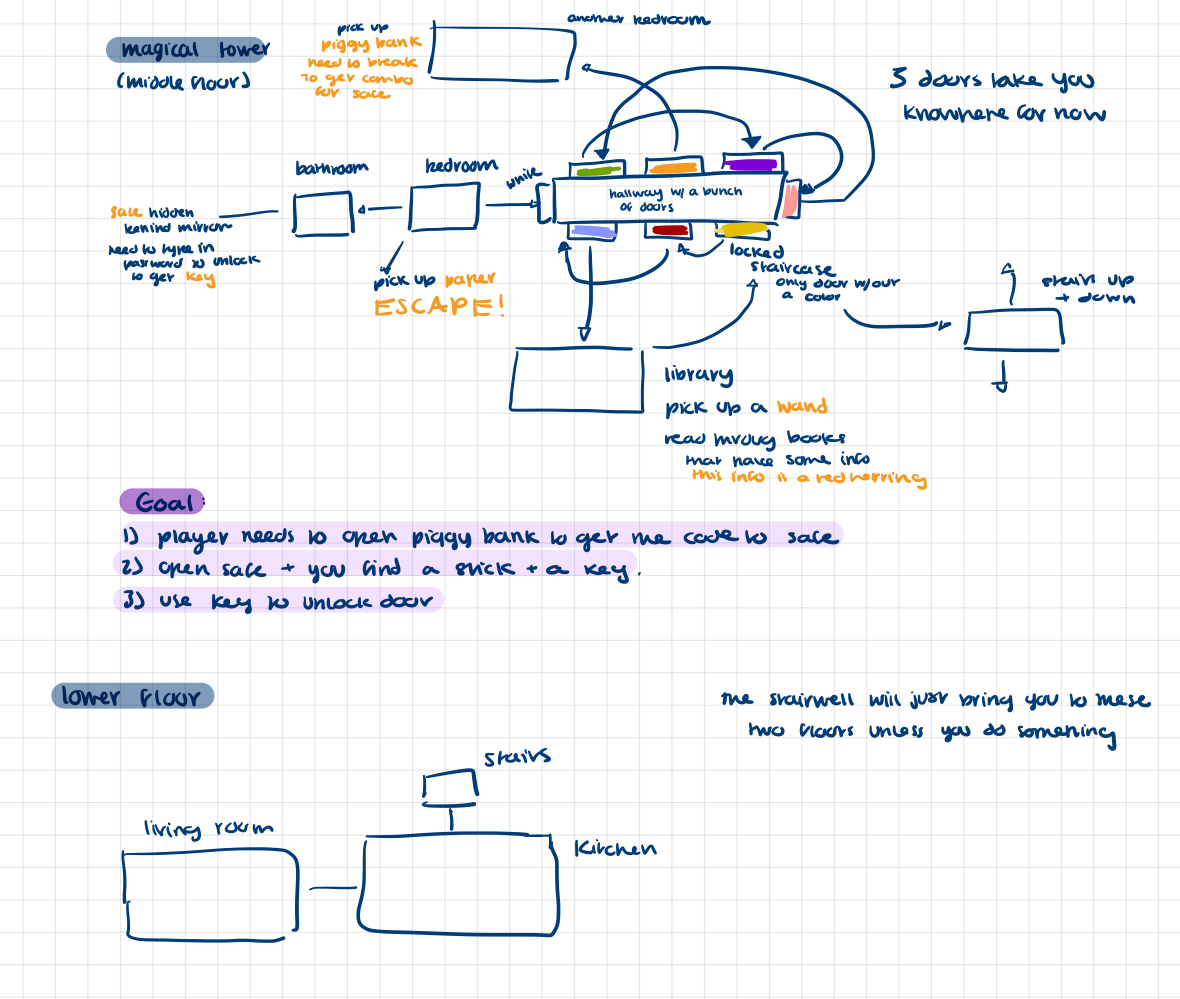 magical tower
(middle floor)
pick up
piggy bank
need to break
to get combo
for safe
another bedroom
5 doors take you
knowhere for now
bathroom
bedroom
white
hallway w/ a bunch
of doors
safe hidden
behind mirror
need to type in
password to unlock
to get key
pick up paper
ESCAPE!
locked
staircase
only door w/our
a color
stairs up
+ down
library
pick up a wand
read throug books
that have some info
this info is a red herring
Goal:
1) player needs to open piggy bank to get the code to safe
2) open safe + you find a stick + a key.
3) use key to unlock door
lower floor
the stairwell will just bring you to these
two floors unless you do something
stairs
living room
kitchen